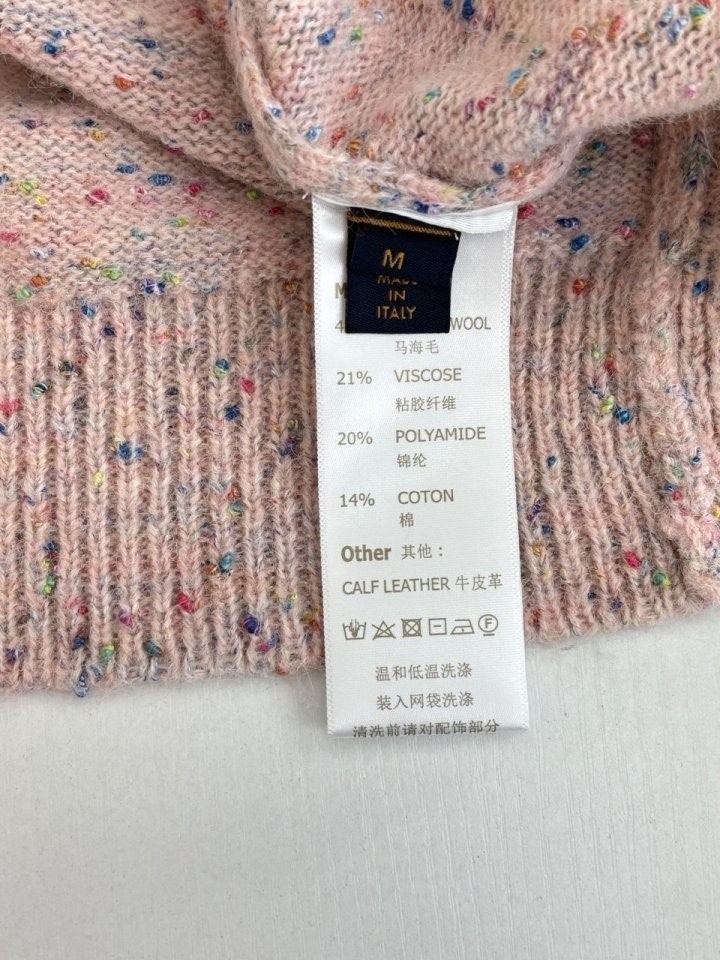 M
MADE
IN
ITALY
WOOL
马海毛
21% VISCOSE
粘胶纤维
20% POLYAMIDE
锦纶
14% COTON
棉
Other 其他：
CALF LEATHER 牛皮革
F
温和低温洗涤
装入网袋洗涤
清洗前请对配饰部分